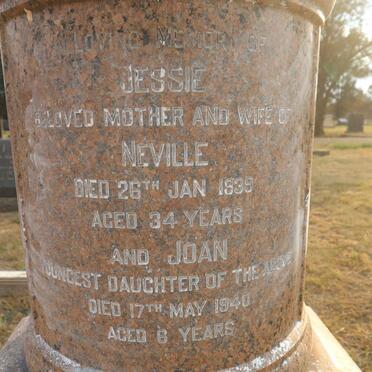 LOVING MEMORY OF
JESSIE
BELOVED MOTHER AND WIFE OF
NEVILLE
DIED 26TH JAN 1939
AGED 34 YEARS
AND JOAN
YOUNGEST DAUGHTER OF THE ABOVE
DIED 17TH MAY 1940
AGED 6 YEARS